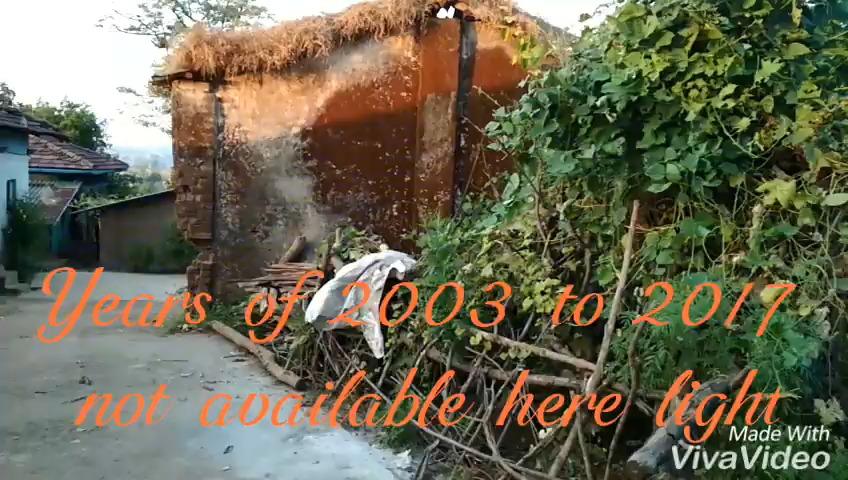 Years of 2003 to 2017
not available here light
Made With
VivaVideo